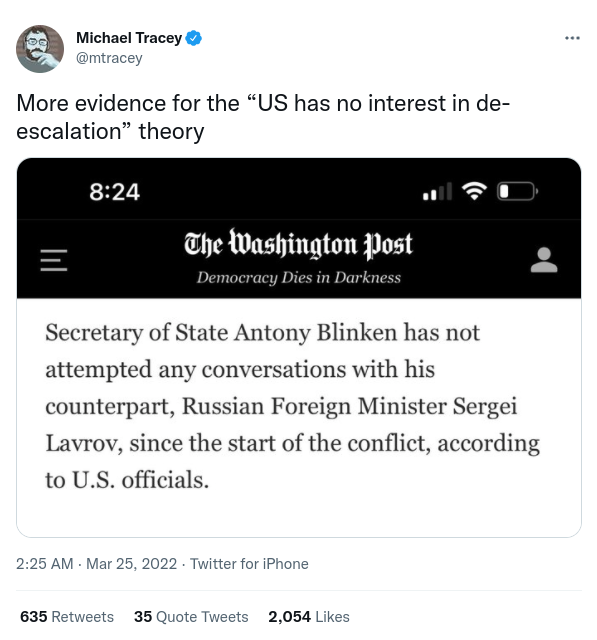 Michael Tracey
@mtracey
More evidence for the “US has no interest in de-
escalation” theory
8:24
The Washington Post
Democracy Dies in Darkness
Secretary of State Antony Blinken has not
attempted any conversations with his
counterpart, Russian Foreign Minister Sergei
Lavrov, since the start of the conflict, according
to U.S. officials.
2:25 AM · Mar 25, 2022 · Twitter for iPhone
635 Retweets 35 Quote Tweets 2,054 Likes